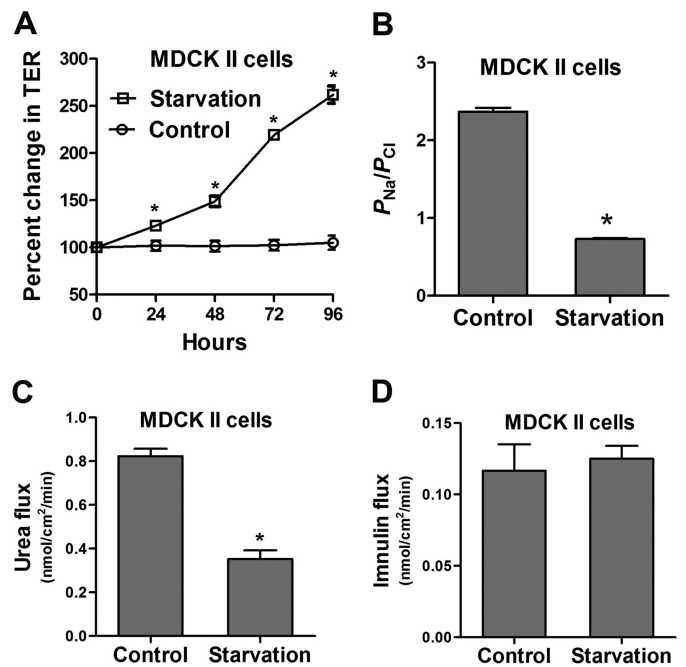 A
MDCK II cells
Percent change in TER
300
250
200
150
100
50
Starvation
Control
*
*
*
*
0 24 48 72 96
Hours
B
MDCK II cells
PNa/PCl
3
2
1
0
*
Control Starvation
C
MDCK II cells
Urea flux
(nmol/cm2/min)
1.0
0.8
0.6
0.4
0.2
0.0
*
Control Starvation
D
MDCK II cells
Imnulin flux
(nmol/cm2/min)
0.15
0.10
0.05
0.00
Control Starvation